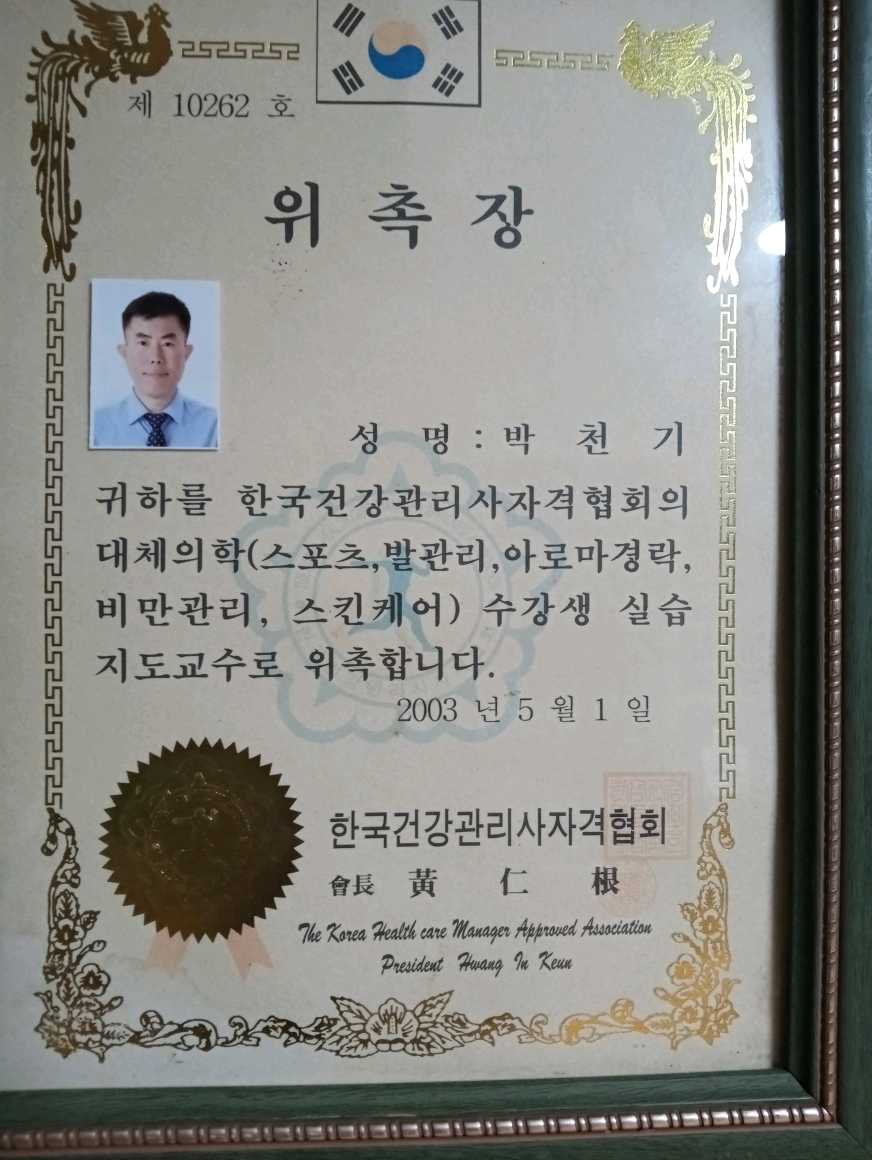 제 10262 호
위 촉 장
성 명 : 박 천 기
귀하를 한국건강관리사자격협회의
대체의학(스포츠,발관리,아로마경락,
비만관리, 스킨케어) 수강생 실습
지도교수로 위촉합니다.
2003 년 5 월 1 일
한국건강관리사자격협회
會長 黃 仁 根
The Korea Health care Manager Approved Association
President Hwang In Keun